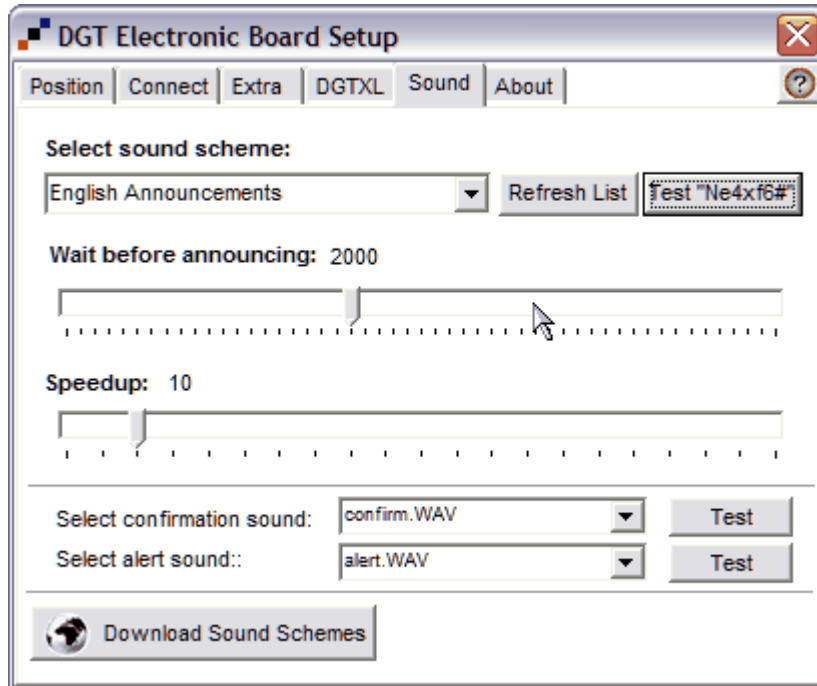 DGT Electronic Board Setup
Position Connect Extra DGTXL Sound About
Select sound scheme:
English Announcements Refresh List Test "Ne4xf6#"
Wait before announcing: 2000
Speedup: 10
Select confirmation sound: confirm.WAV Test
Select alert sound:: alert.WAV Test
Download Sound Schemes